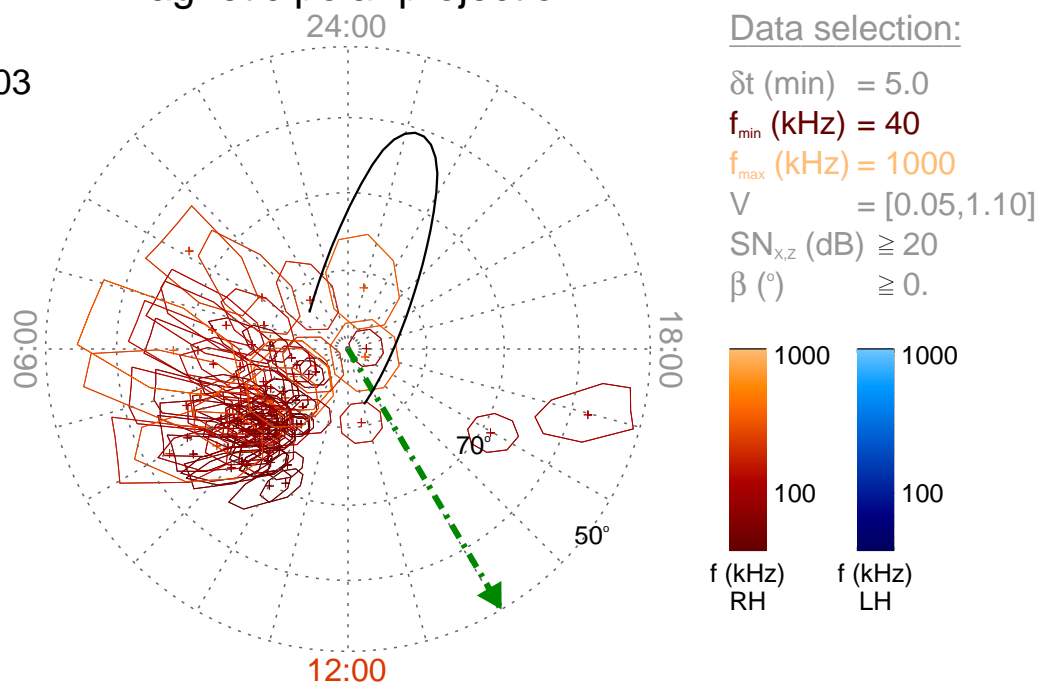 24:00
03
06:00
18:00
70°
50°
12:00
Data selection:
δt (min) = 5.0
fmin (kHz) = 40
fmax (kHz) = 1000
V = [0.05,1.10]
SNx,z (dB) ≧ 20
β (°) ≧ 0.
1000 1000
100 100
f (kHz) f (kHz)
RH LH